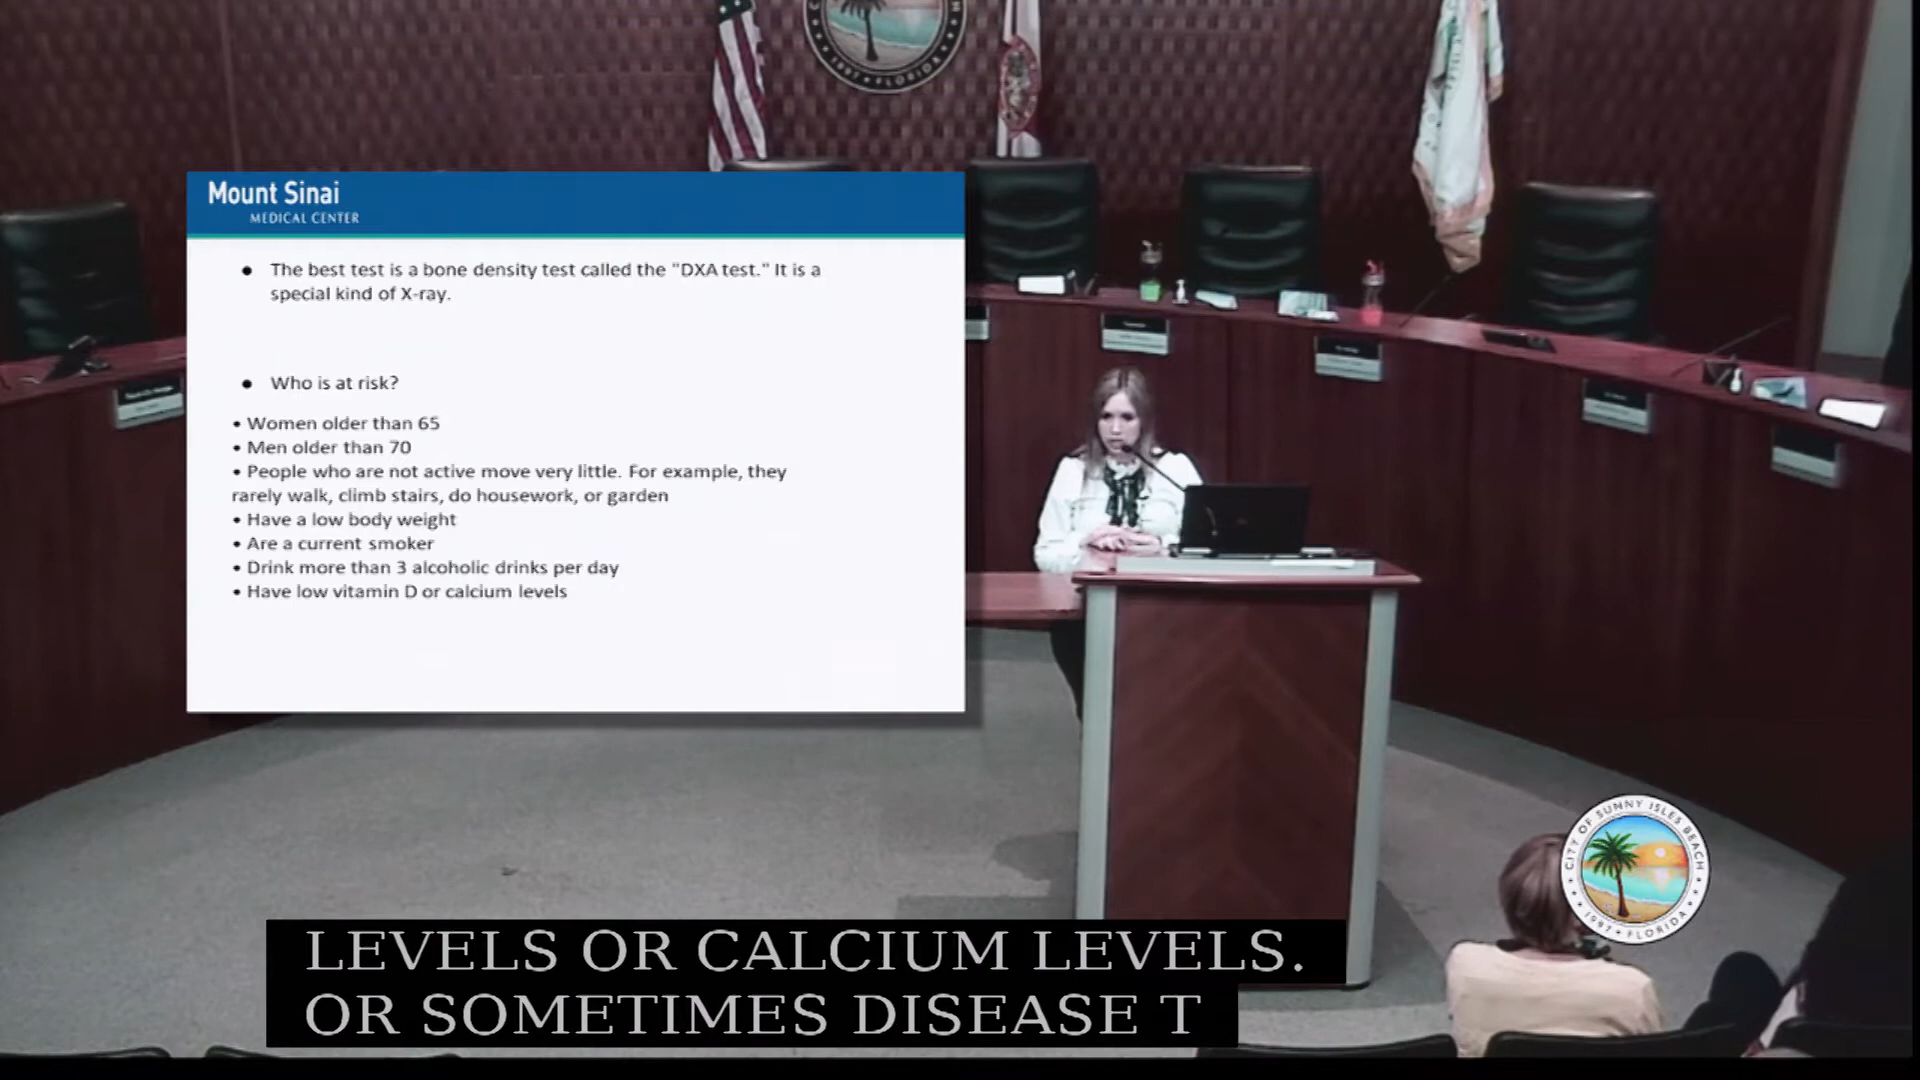 1997 • FLORIDA
Mount Sinai
MEDICAL CENTER
● The best test is a bone density test called the "DXA test." It is a
special kind of X-ray.
● Who is at risk?
• Women older than 65
• Men older than 70
• People who are not active move very little. For example, they
rarely walk, climb stairs, do housework, or garden
• Have a low body weight
• Are a current smoker
• Drink more than 3 alcoholic drinks per day
• Have low vitamin D or calcium levels
CITY OF SUNNY ISLES BEACH
• 1997 • FLORIDA •
LEVELS OR CALCIUM LEVELS.
OR SOMETIMES DISEASE T